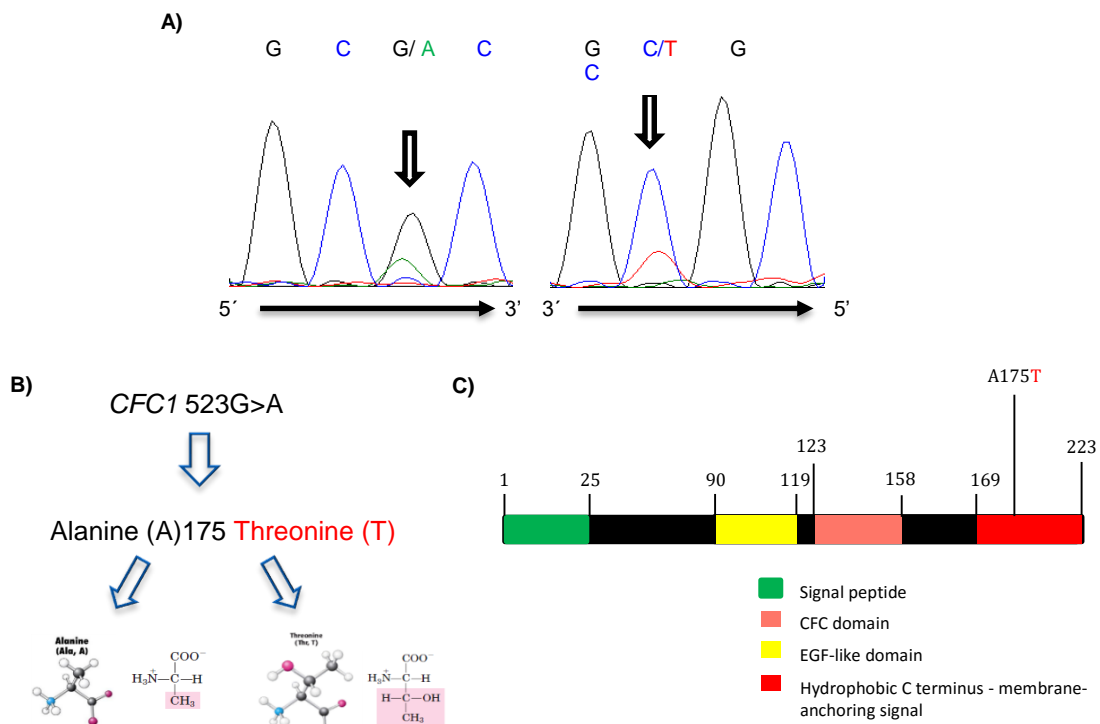 A)
G C G/ A C
G C/T G
C
5´ 3´
3´ 5´
B)
CFC1 523G>A
Alanine (A)175 Threonine (T)
Alanine
(Ala, A)
COO⁻
H₃N⁺—C—H
CH₃
Threonine
(Thr, T)
COO⁻
H₃N⁺—C—H
H—C—OH
CH₃
C)
A175T
1 25 90 119 123 158 169 223
Signal peptide
CFC domain
EGF-like domain
Hydrophobic C terminus - membrane-
anchoring signal